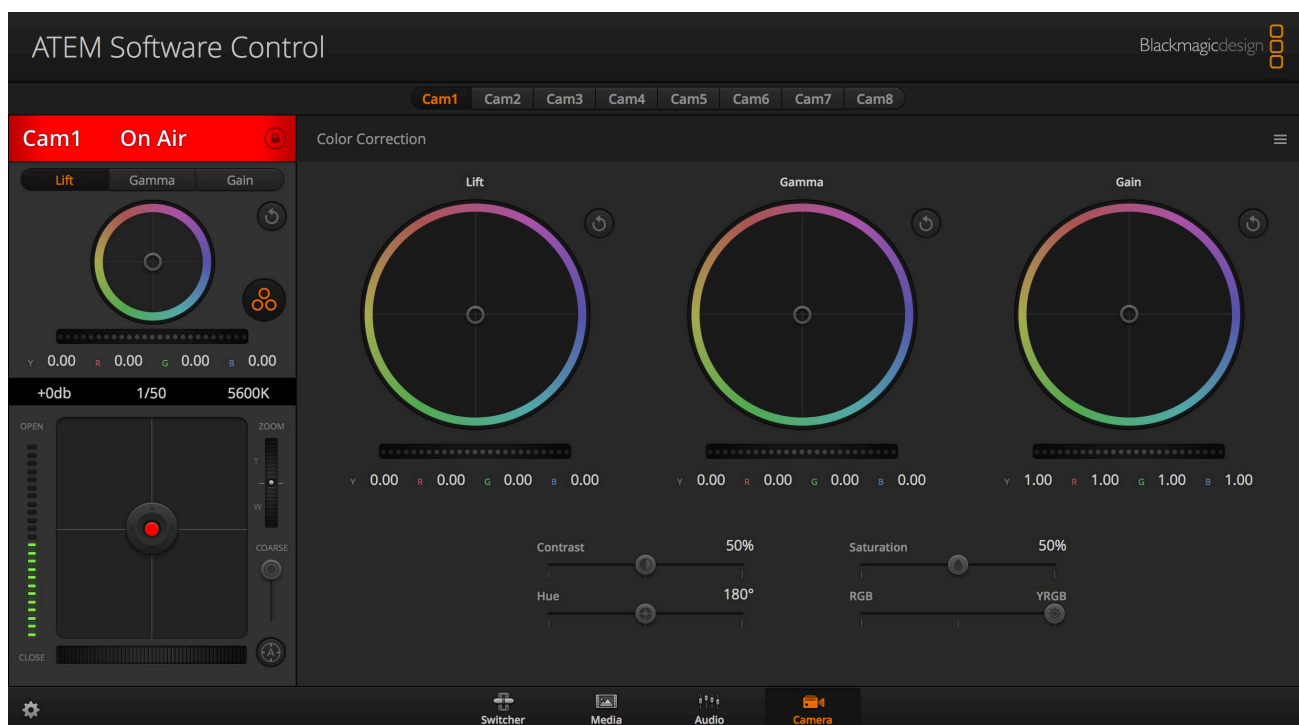 ATEM Software Control
Blackmagicdesign
Cam1 Cam2 Cam3 Cam4 Cam5 Cam6 Cam7 Cam8
Cam1 On Air
Color Correction
Lift Gamma Gain
Lift Gamma Gain
Y 0.00 R 0.00 G 0.00 B 0.00
+0db 1/50 5600K
OPEN ZOOM
T
W
COARSE
CLOSE
A
Y 0.00 R 0.00 G 0.00 B 0.00 Y 0.00 R 0.00 G 0.00 B 0.00 Y 1.00 R 1.00 G 1.00 B 1.00
Contrast 50% Saturation 50%
Hue 180° RGB YRGB
Switcher Media Audio Camera